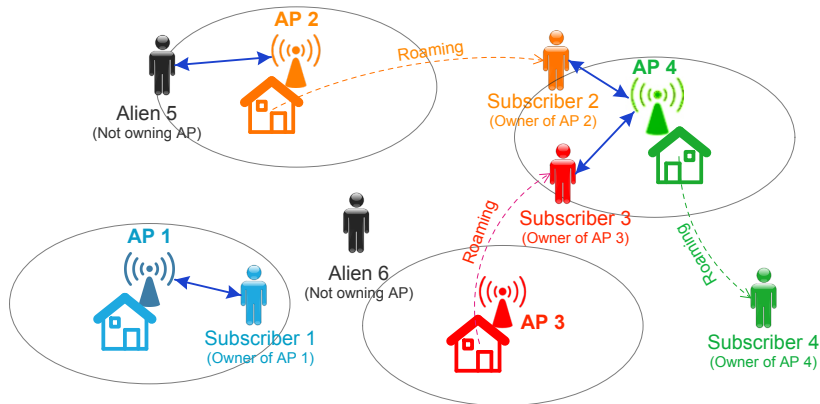 AP 2
Roaming
AP 4
Alien 5
(Not owning AP)
Subscriber 2
(Owner of AP 2)
Subscriber 3
(Owner of AP 3)
Roaming
Roaming
AP 1
Alien 6
(Not owning AP)
Subscriber 1
(Owner of AP 1)
AP 3
Subscriber 4
(Owner of AP 4)